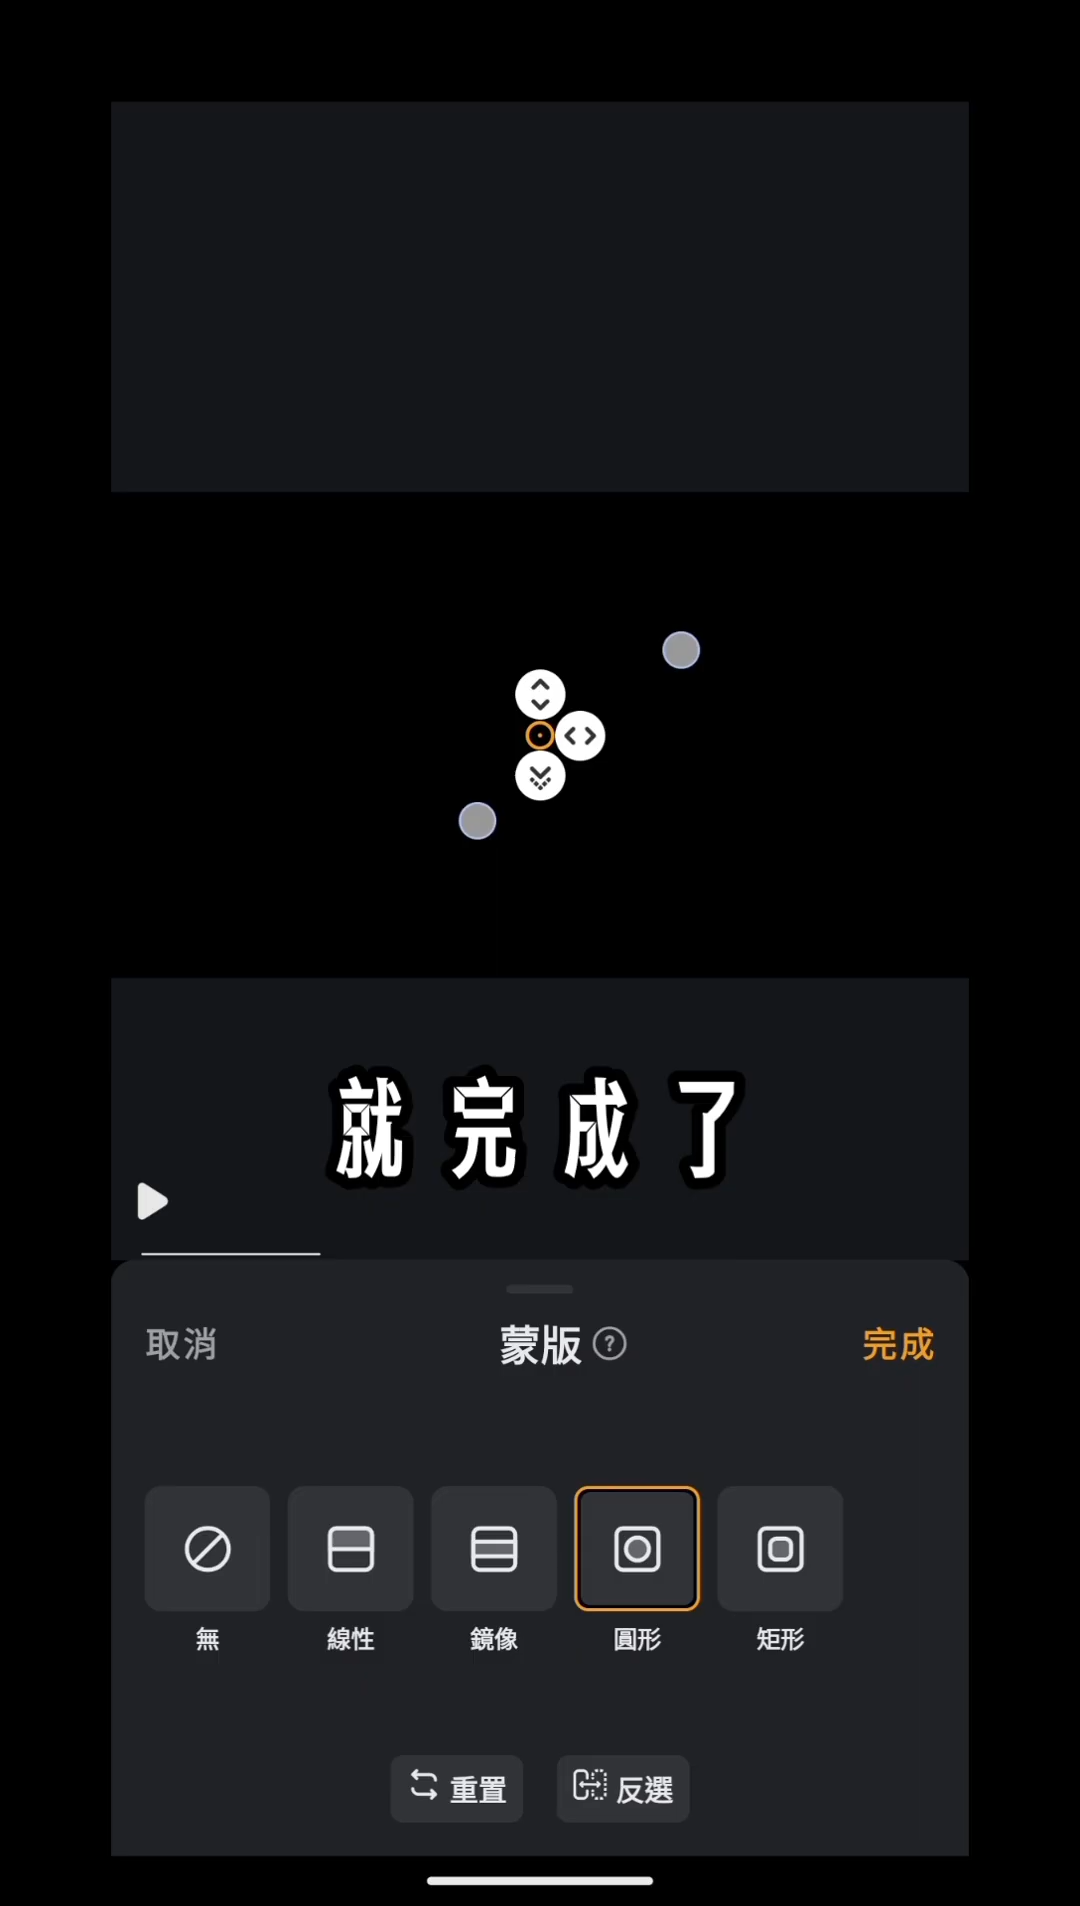 就完成了
取消 蒙版 ? 完成
無 線性 鏡像 圓形 矩形
重置 反選